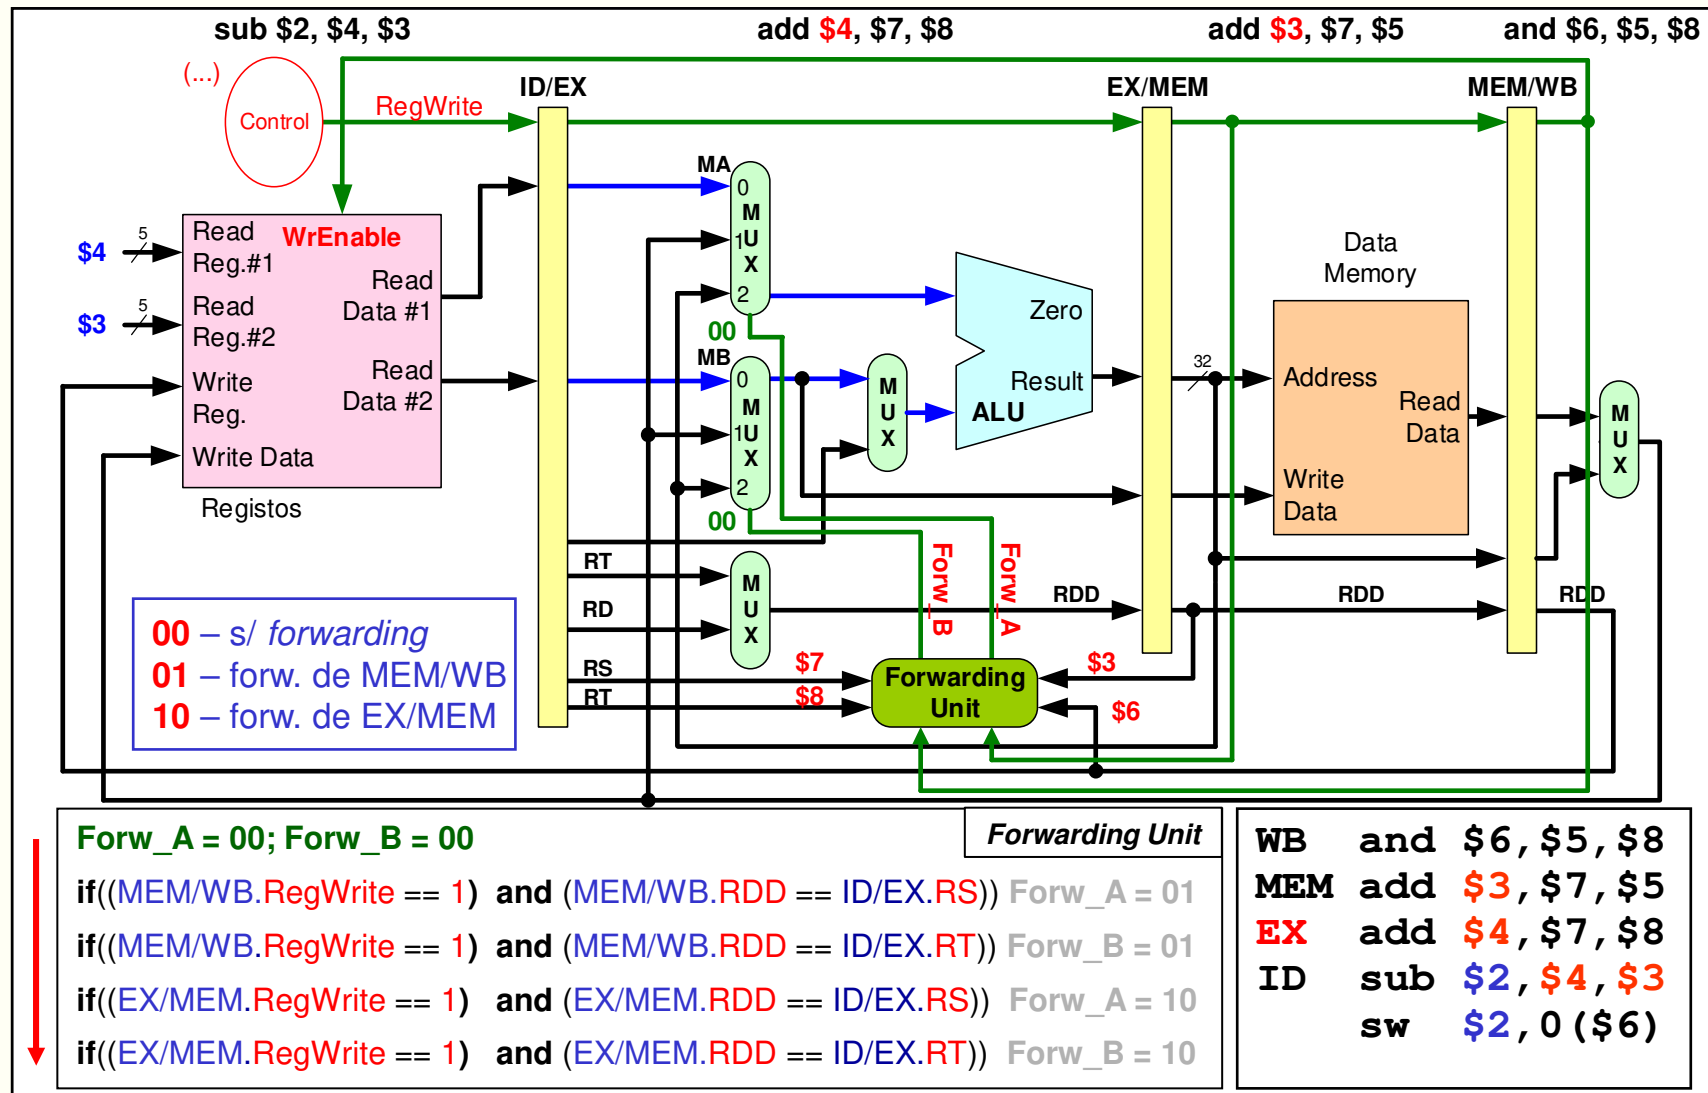 sub $2, $4, $3
add $4, $7, $8
add $3, $7, $5
and $6, $5, $8
(...)
ID/EX
EX/MEM
MEM/WB
Control
RegWrite
MA
0
M
1U
X
2
00
Read
Reg.#1
WrEnable
$4
5
Read
Data #1
Read
Reg.#2
$3
5
Write
Reg.
Read
Data #2
Write Data
Registos
MB
0
M
1U
X
2
00
M
U
X
Zero
Result
ALU
32
Data
Memory
Address
Read
Data
Write
Data
M
U
X
RT
RD
M
U
X
Forw_B
Forw_A
RDD
RDD
RDD
RS
RT
$7
$8
Forwarding
Unit
$3
$6
00 – s/ forwarding
01 – forw. de MEM/WB
10 – forw. de EX/MEM
Forw_A = 00; Forw_B = 00
Forwarding Unit
if((MEM/WB.RegWrite == 1) and (MEM/WB.RDD == ID/EX.RS)) Forw_A = 01
if((MEM/WB.RegWrite == 1) and (MEM/WB.RDD == ID/EX.RT)) Forw_B = 01
if((EX/MEM.RegWrite == 1) and (EX/MEM.RDD == ID/EX.RS)) Forw_A = 10
if((EX/MEM.RegWrite == 1) and (EX/MEM.RDD == ID/EX.RT)) Forw_B = 10
WB and $6,$5,$8
MEM add $3,$7,$5
EX add $4,$7,$8
ID sub $2,$4,$3
sw $2,0($6)